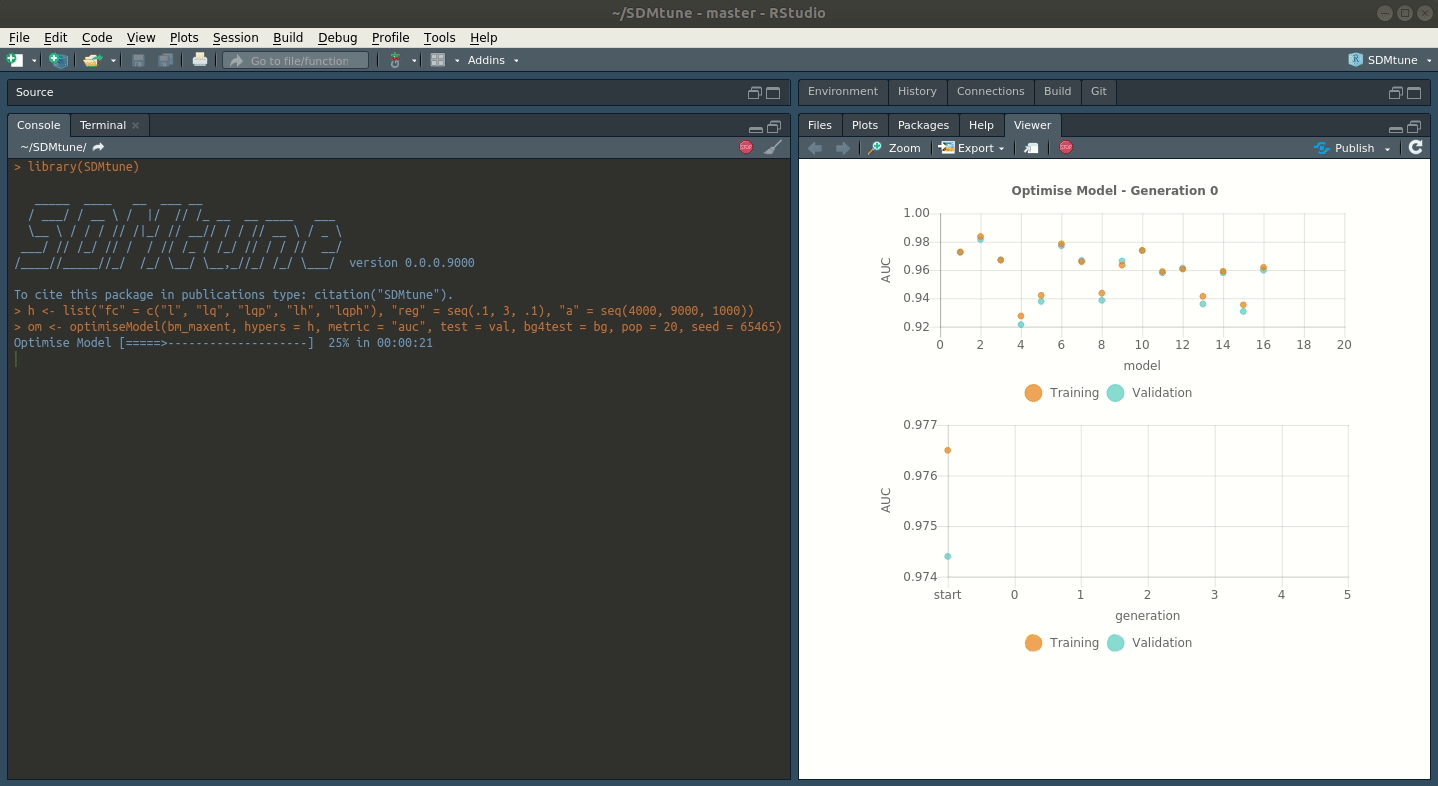 ~/SDMtune - master - RStudio
File Edit Code View Plots Session Build Debug Profile Tools Help
Go to file/function Addins SDMtune
Source
Environment History Connections Build Git
Console Terminal
Files Plots Packages Help Viewer
~/SDMtune/
Zoom Export Publish
> library(SDMtune)
version 0.0.0.9000
To cite this package in publications type: citation("SDMtune").
> h <- list("fc" = c("l", "lq", "lqp", "lh", "lqph"), "reg" = seq(.1, 3, .1), "a" = seq(4000, 9000, 1000))
> om <- optimiseModel(bm_maxent, hypers = h, metric = "auc", test = val, bg4test = bg, pop = 20, seed = 65465)
Optimise Model [=====>--------------------]  25% in 00:00:21
Optimise Model - Generation 0
1.00
0.98
0.96
0.94
0.92
AUC
0 2 4 6 8 10 12 14 16 18 20
model
Training Validation
0.977
0.976
0.975
0.974
AUC
start 0 1 2 3 4 5
generation
Training Validation